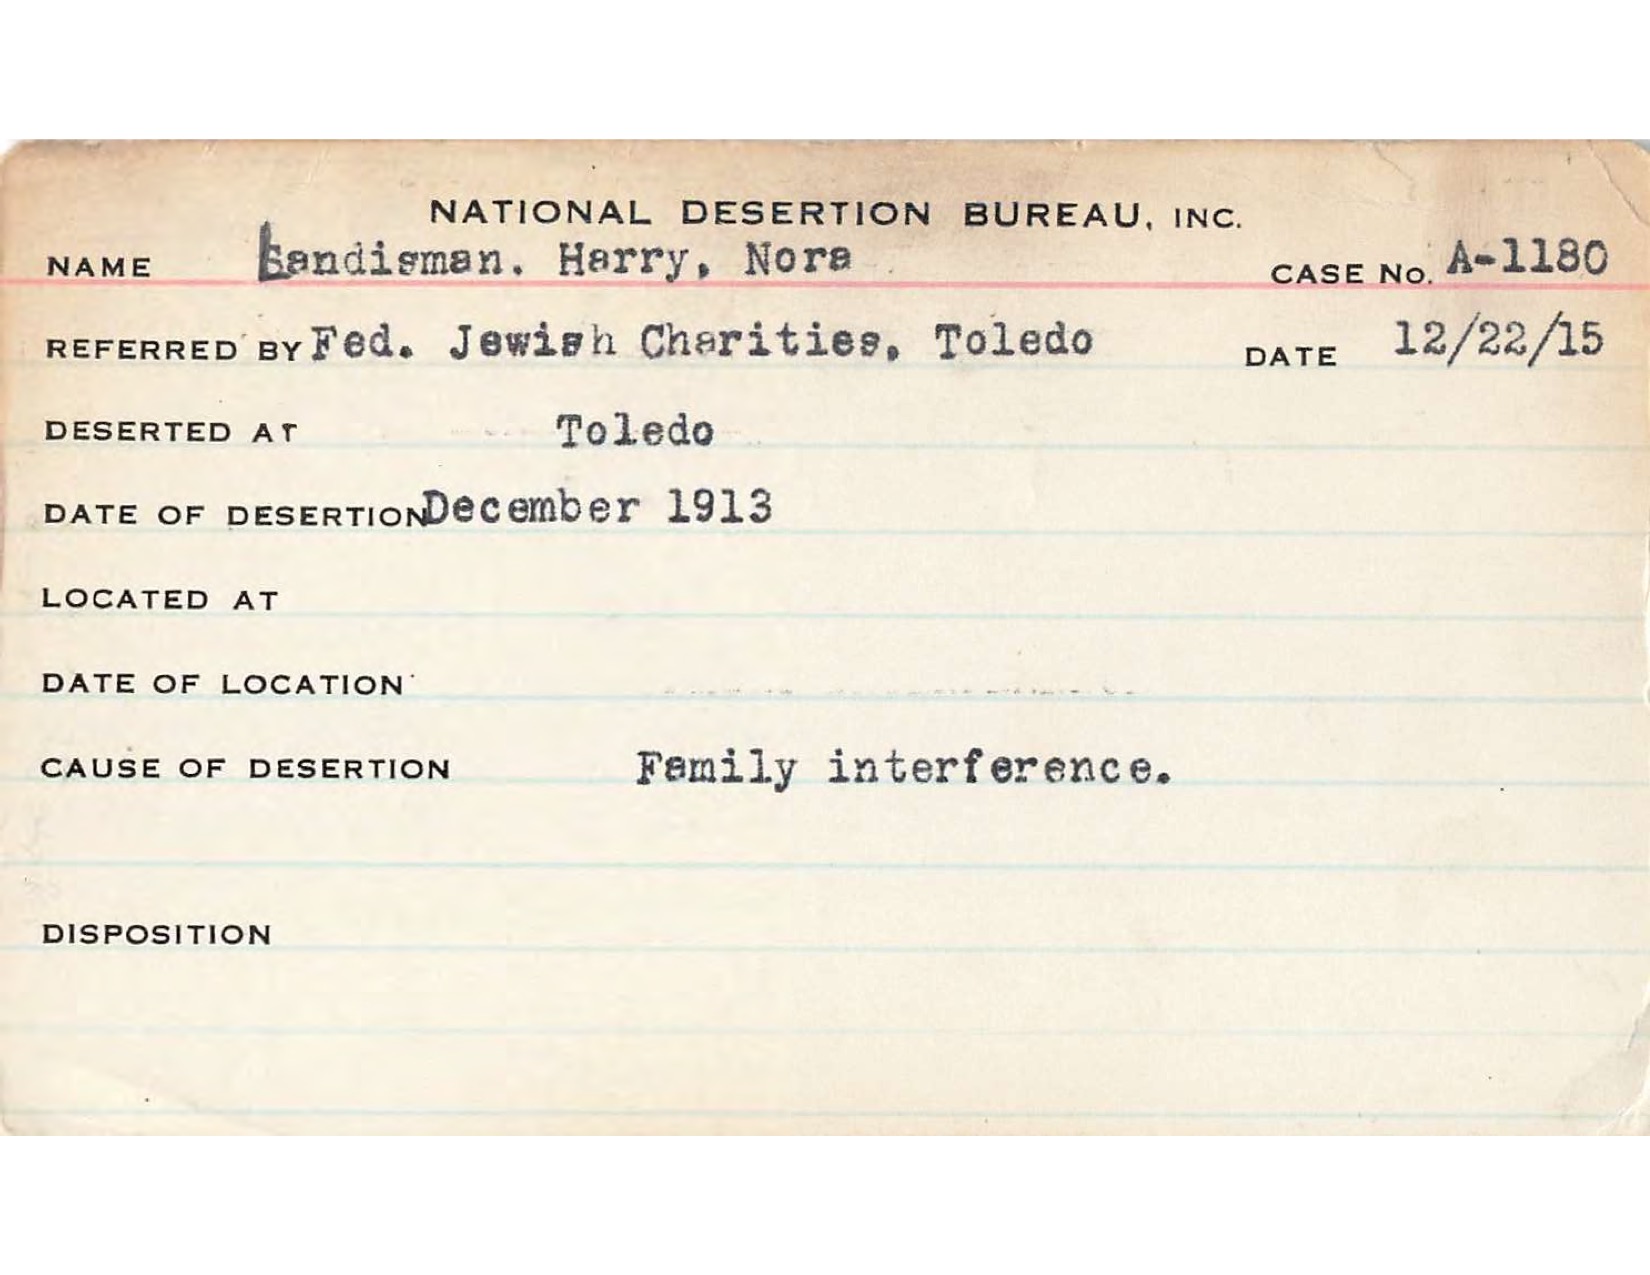 NATIONAL DESERTION BUREAU, INC.
NAME Landisman. Harry, Nora CASE No. A-1180
REFERRED BY Fed. Jewish Charities, Toledo DATE 12/22/15
DESERTED AT Toledo
DATE OF DESERTION December 1913
LOCATED AT
DATE OF LOCATION
CAUSE OF DESERTION Family interference.
DISPOSITION